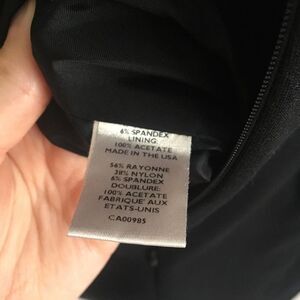 6% SPANDEX
LINING:
100% ACETATE
MADE IN THE USA
56% RAYONNE
38% NYLON
6% SPANDEX
DOUBLURE:
100% ACETATE
FABRIQUE AUX
ETATS-UNIS
CA00985